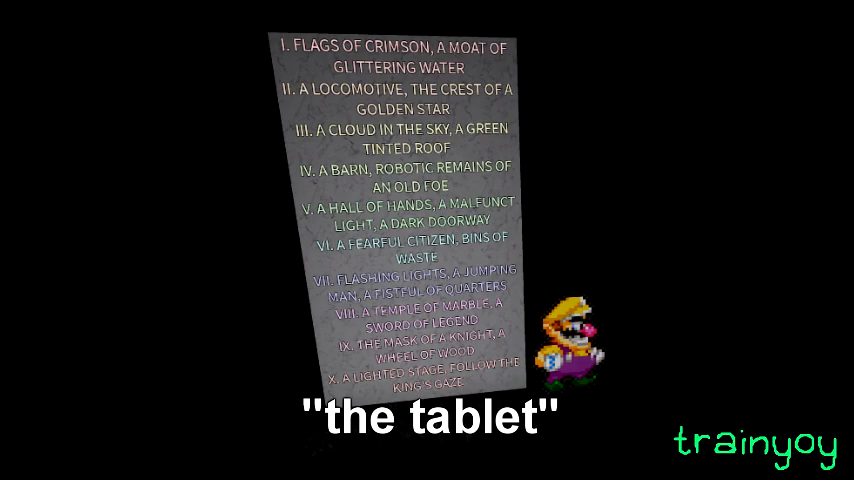 I. FLAGS OF CRIMSON, A MOAT OF
GLITTERING WATER
II. A LOCOMOTIVE, THE CREST OF A
GOLDEN STAR
III. A CLOUD IN THE SKY, A GREEN
TINTED ROOF
IV. A BARN, ROBOTIC REMAINS OF
AN OLD FOE
V. A HALL OF HANDS, A MALFUNCT
LIGHT, A DARK DOORWAY
VI. A FEARFUL CITIZEN, BINS OF
WASTE
VII. FLASHING LIGHTS, A JUMPING
MAN, A FISTFUL OF QUARTERS
VIII. A TEMPLE OF MARBLE, A
SWORD OF LEGEND
IX. THE MASK OF A KNIGHT, A
WHEEL OF WOOD
X. A LIGHTED STAGE, FOLLOW THE
KING'S GAZE
"the tablet"
trainyoy